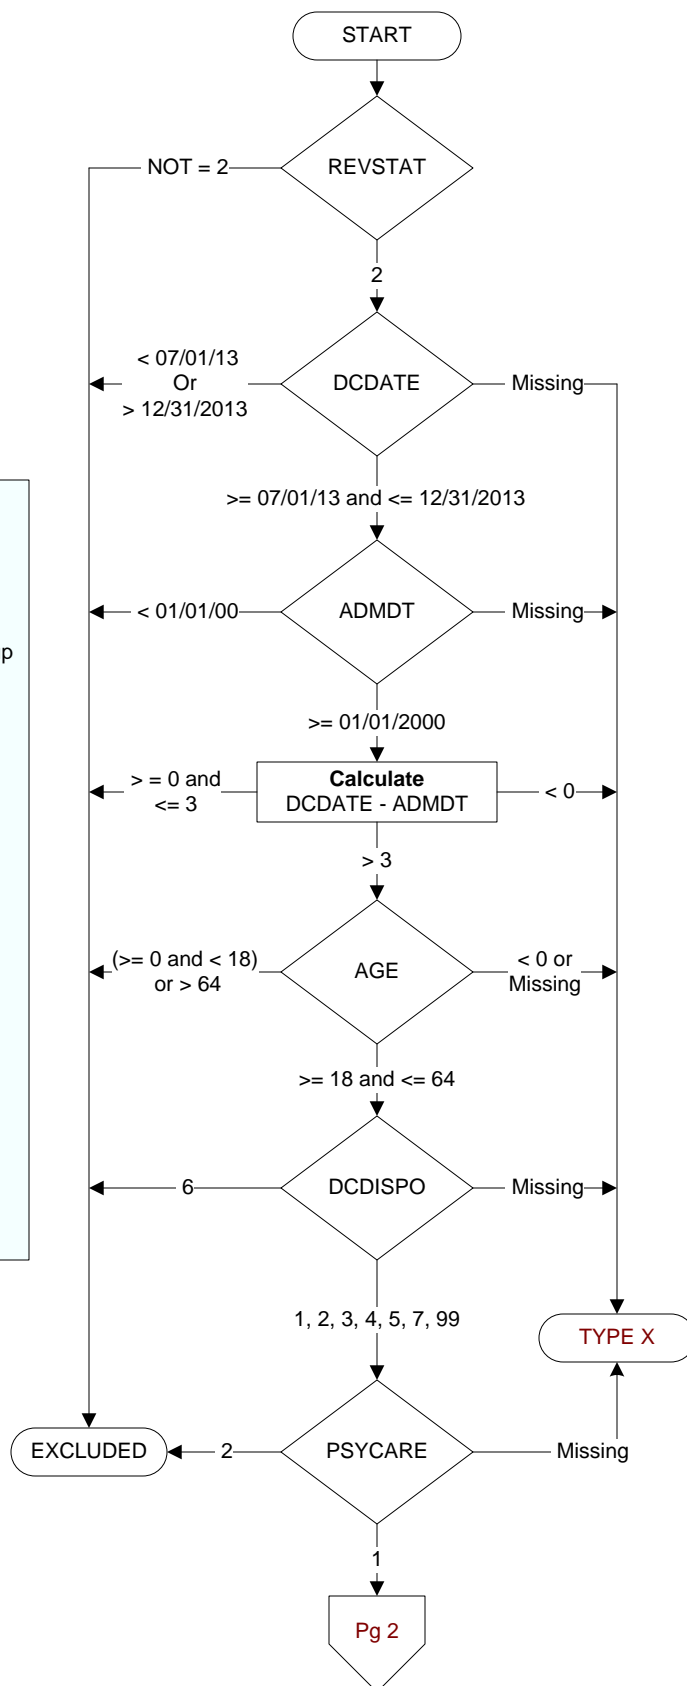 START
REVSTAT
NOT = 2
2
< 07/01/13
Or
> 12/31/2013
DCDATE
Missing
>= 07/01/13 and <= 12/31/2013
< 01/01/00
ADMDT
Missing
p
>= 01/01/2000
> = 0 and
<= 3
Calculate
DCDATE - ADMDT
< 0
> 3
(>= 0 and < 18)
or > 64
AGE
< 0 or
Missing
>= 18 and <= 64
6
DCDISPO
Missing
1, 2, 3, 4, 5, 7, 99
TYPE X
EXCLUDED
2
PSYCARE
Missing
1
Pg 2